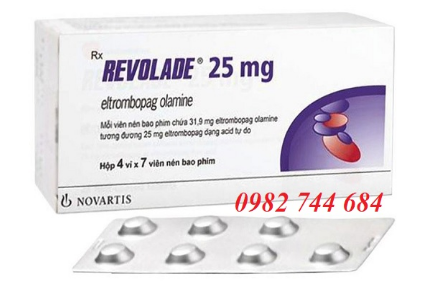 Rx
REVOLADE® 25 mg
eltrombopag olamine
Mỗi viên nén bao phim chứa 31,9 mg eltrombopag olamine
tương đương 25 mg eltrombopag dạng acid tự do
Hộp 4 vỉ x 7 viên nén bao phim
NOVARTIS
0982 744 684